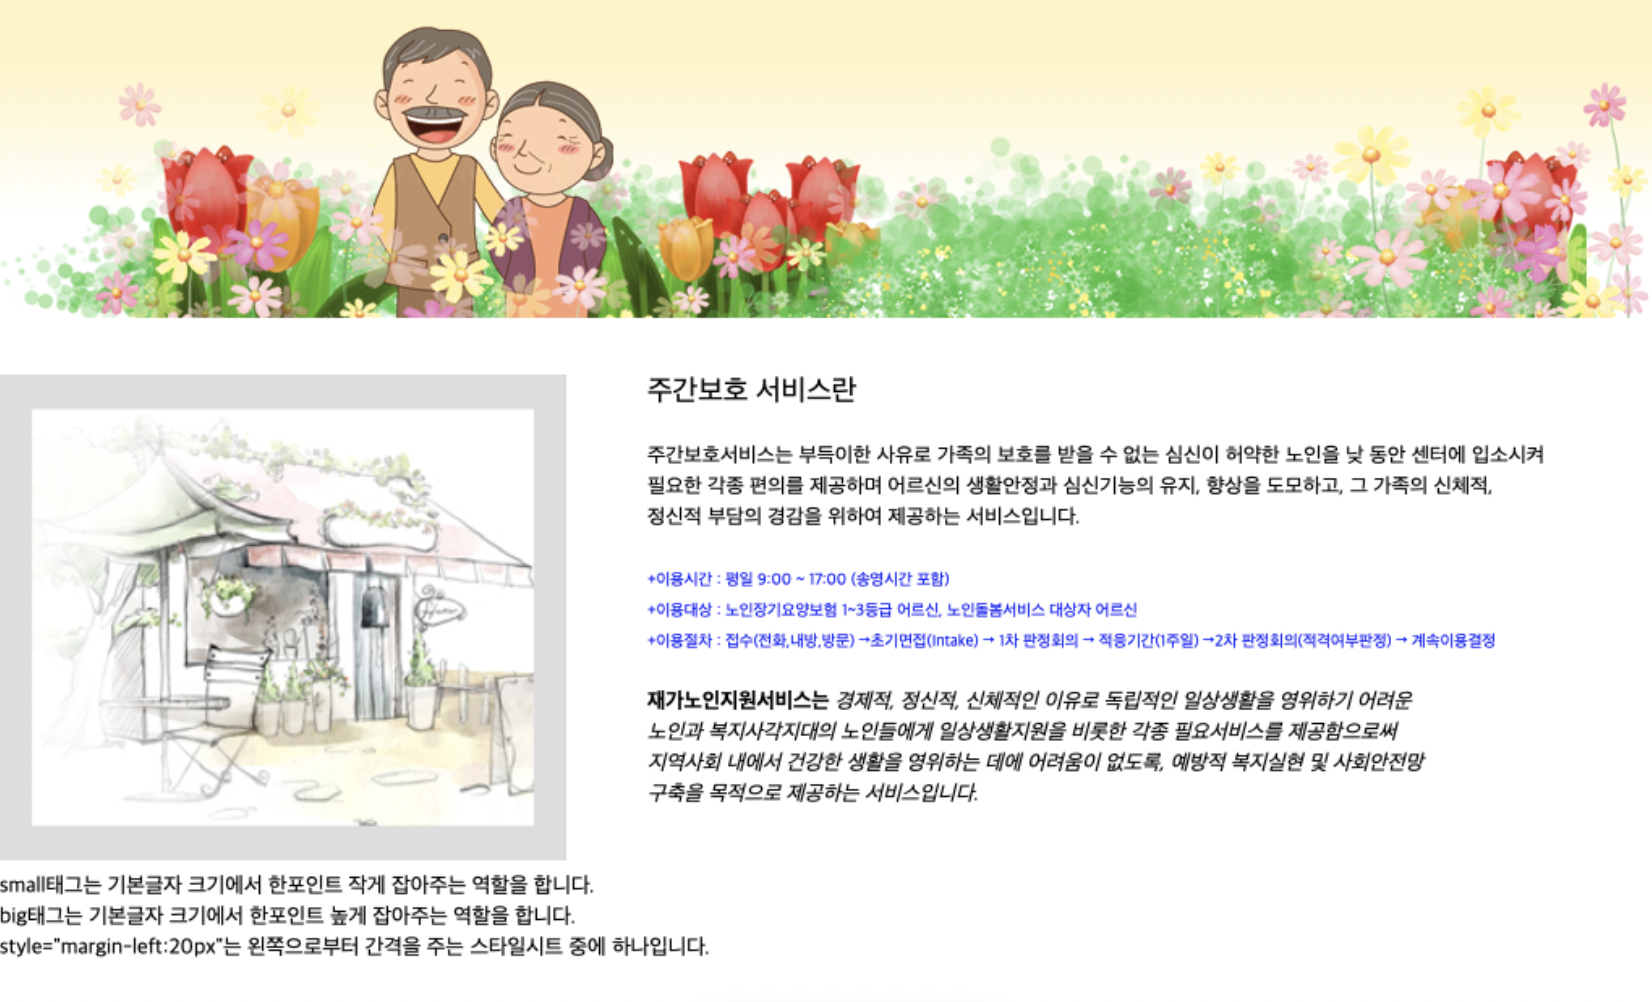 주간보호 서비스란
주간보호서비스는 부득이한 사유로 가족의 보호를 받을 수 없는 심신이 허약한 노인을 낮 동안 센터에 입소시켜
필요한 각종 편의를 제공하며 어르신의 생활안정과 심신기능의 유지, 향상을 도모하고, 그 가족의 신체적,
정신적 부담의 경감을 위하여 제공하는 서비스입니다.
+이용시간 : 평일 9:00 ~ 17:00 (송영시간 포함)
+이용대상 : 노인장기요양보험 1~3등급 어르신, 노인돌봄서비스 대상자 어르신
+이용절차 : 접수(전화,내방,방문) →초기면접(Intake) → 1차 판정회의 → 적응기간(1주일) →2차 판정회의(적격여부판정) → 계속이용결정
재가노인지원서비스는 경제적, 정신적, 신체적인 이유로 독립적인 일상생활을 영위하기 어려운
노인과 복지사각지대의 노인들에게 일상생활지원을 비롯한 각종 필요서비스를 제공함으로써
지역사회 내에서 건강한 생활을 영위하는 데에 어려움이 없도록, 예방적 복지실현 및 사회안전망
구축을 목적으로 제공하는 서비스입니다.
small태그는 기본글자 크기에서 한포인트 작게 잡아주는 역할을 합니다.
big태그는 기본글자 크기에서 한포인트 높게 잡아주는 역할을 합니다.
style="margin-left:20px"는 왼쪽으로부터 간격을 주는 스타일시트 중에 하나입니다.